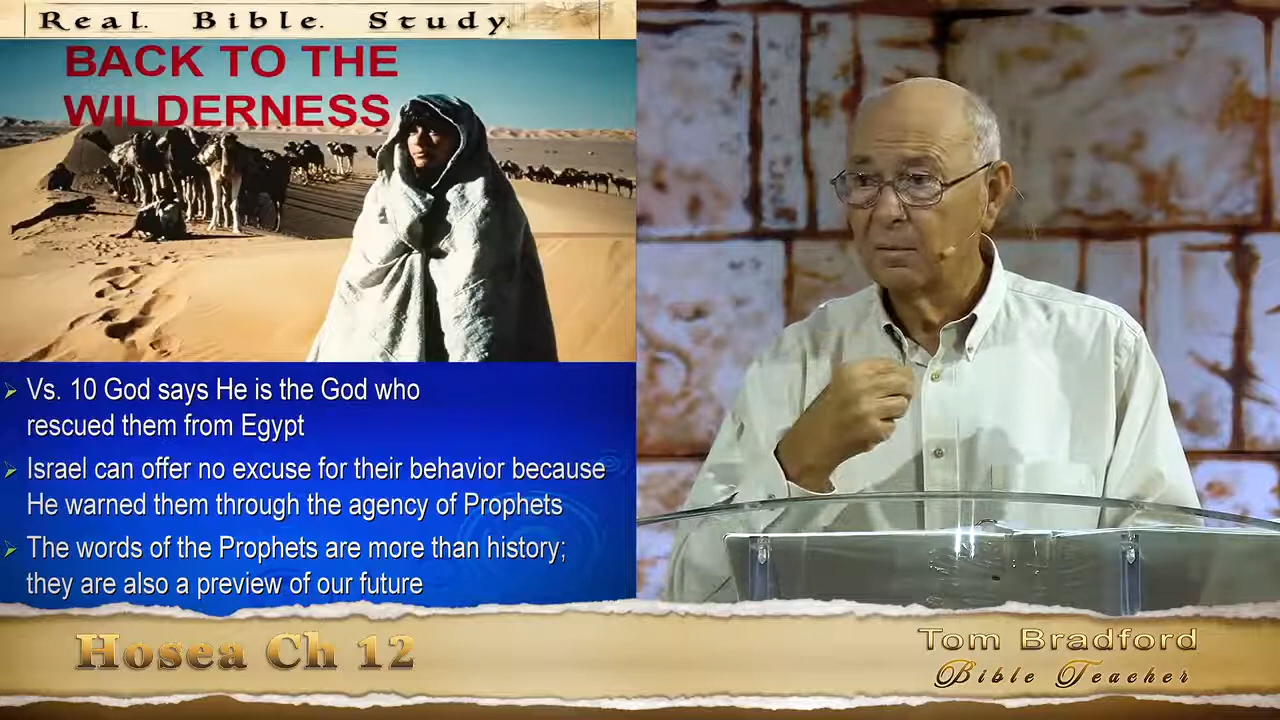 Real. Bible. Study.
BACK TO THE
WILDERNESS
Vs. 10 God says He is the God who
rescued them from Egypt
Israel can offer no excuse for their behavior because
He warned them through the agency of Prophets
The words of the Prophets are more than history;
they are also a preview of our future
Hosea Ch 12
Tom Bradford
Bible Teacher